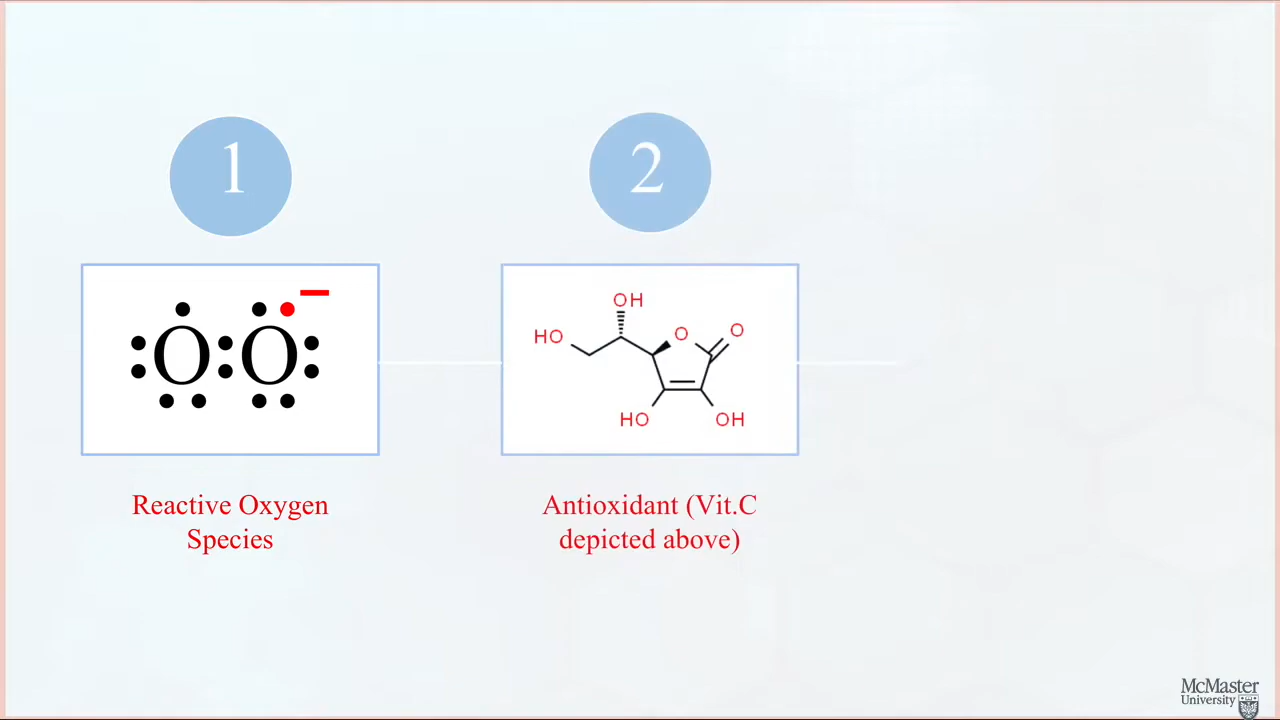 1
2
O O
OH
HO
O
O
HO
OH
Reactive Oxygen
Species
Antioxidant (Vit.C
depicted above)
McMaster
University